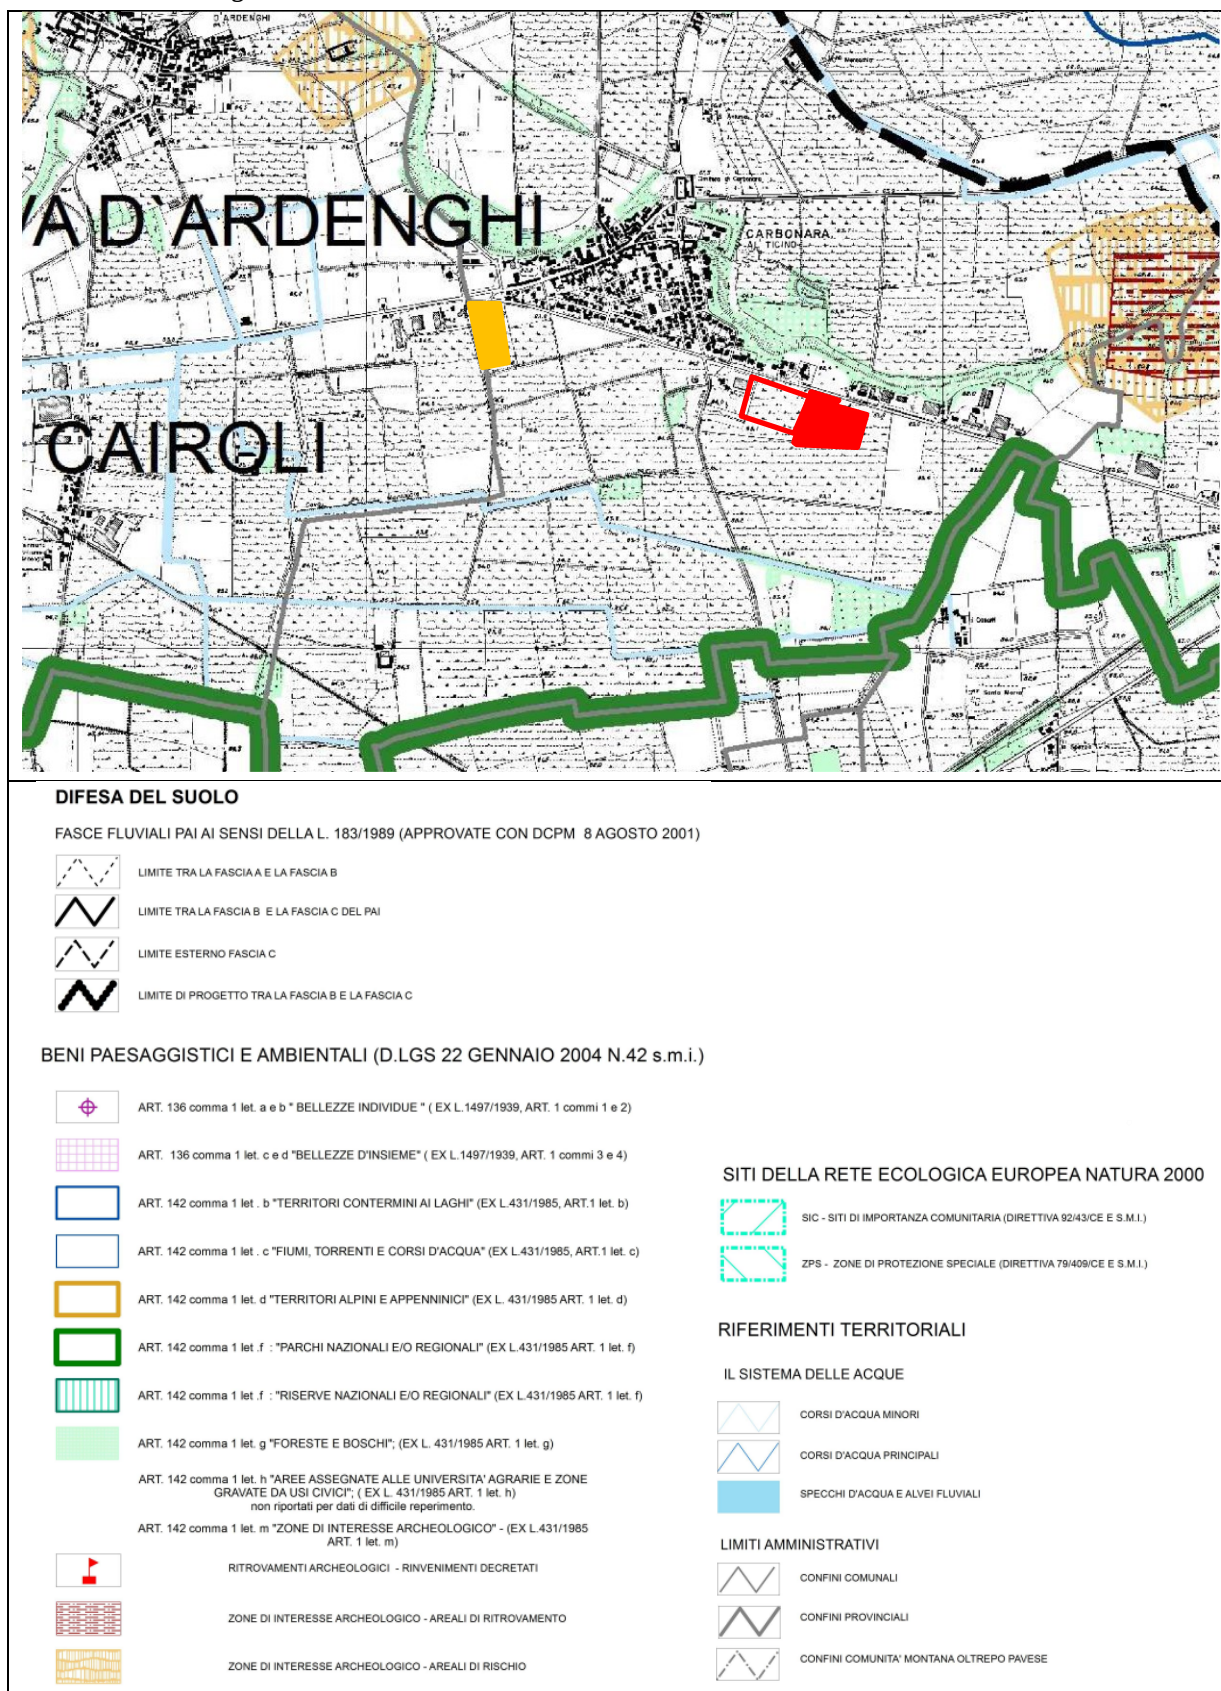 D'ARDENGHI
VA D`ARDENGHI
CARBONARA
AL TICINO
CAIROLI
DIFESA DEL SUOLO
FASCE FLUVIALI PAI AI SENSI DELLA L. 183/1989 (APPROVATE CON DCPM 8 AGOSTO 2001)
LIMITE TRA LA FASCIA A E LA FASCIA B
LIMITE TRA LA FASCIA B E LA FASCIA C DEL PAI
LIMITE ESTERNO FASCIA C
LIMITE DI PROGETTO TRA LA FASCIA B E LA FASCIA C
BENI PAESAGGISTICI E AMBIENTALI (D.LGS 22 GENNAIO 2004 N.42 s.m.i.)
ART. 136 comma 1 let. a e b " BELLEZZE INDIVIDUE " ( EX L.1497/1939, ART. 1 commi 1 e 2)
ART. 136 comma 1 let. c e d "BELLEZZE D'INSIEME" ( EX L.1497/1939, ART. 1 commi 3 e 4)
ART. 142 comma 1 let . b "TERRITORI CONTERMINI AI LAGHI" (EX L.431/1985, ART.1 let. b)
ART. 142 comma 1 let . c "FIUMI, TORRENTI E CORSI D'ACQUA" (EX L.431/1985, ART.1 let. c)
ART. 142 comma 1 let. d "TERRITORI ALPINI E APPENNINICI" (EX L. 431/1985 ART. 1 let. d)
ART. 142 comma 1 let .f : "PARCHI NAZIONALI E/O REGIONALI" (EX L.431/1985 ART. 1 let. f)
ART. 142 comma 1 let .f : "RISERVE NAZIONALI E/O REGIONALI" (EX L.431/1985 ART. 1 let. f)
ART. 142 comma 1 let. g "FORESTE E BOSCHI"; (EX L. 431/1985 ART. 1 let. g)
ART. 142 comma 1 let. h "AREE ASSEGNATE ALLE UNIVERSITA' AGRARIE E ZONE
GRAVATE DA USI CIVICI"; ( EX L. 431/1985 ART. 1 let. h)
non riportati per dati di difficile reperimento.
ART. 142 comma 1 let. m "ZONE DI INTERESSE ARCHEOLOGICO" - (EX L.431/1985
ART. 1 let. m)
RITROVAMENTI ARCHEOLOGICI - RINVENIMENTI DECRETATI
ZONE DI INTERESSE ARCHEOLOGICO - AREALI DI RITROVAMENTO
ZONE DI INTERESSE ARCHEOLOGICO - AREALI DI RISCHIO
SITI DELLA RETE ECOLOGICA EUROPEA NATURA 2000
SIC - SITI DI IMPORTANZA COMUNITARIA (DIRETTIVA 92/43/CE E S.M.I.)
ZPS - ZONE DI PROTEZIONE SPECIALE (DIRETTIVA 79/409/CE E S.M.I.)
RIFERIMENTI TERRITORIALI
IL SISTEMA DELLE ACQUE
CORSI D'ACQUA MINORI
CORSI D'ACQUA PRINCIPALI
SPECCHI D'ACQUA E ALVEI FLUVIALI
LIMITI AMMINISTRATIVI
CONFINI COMUNALI
CONFINI PROVINCIALI
CONFINI COMUNITA' MONTANA OLTREPO PAVESE